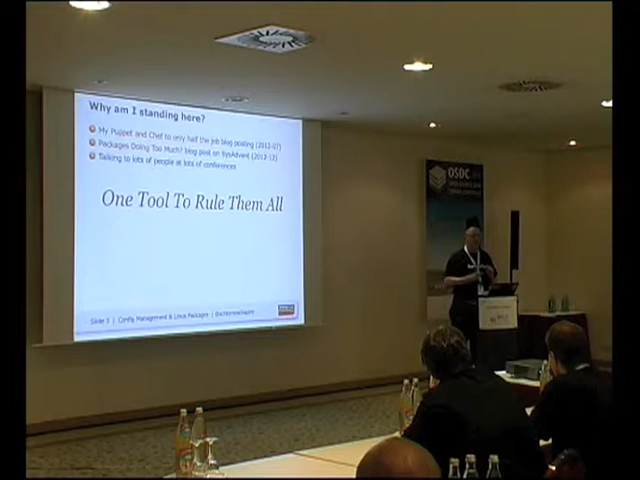 Why am I standing here?
My Puppet and Chef to only half the job blog posting (2012-07)
Packages Doing Too Much? blog post on SysAdvent (2012-12)
Talking to lots of people at lots of conferences
One Tool To Rule Them All
Slide 3 | Config Management & Linux Packages |
OSDC